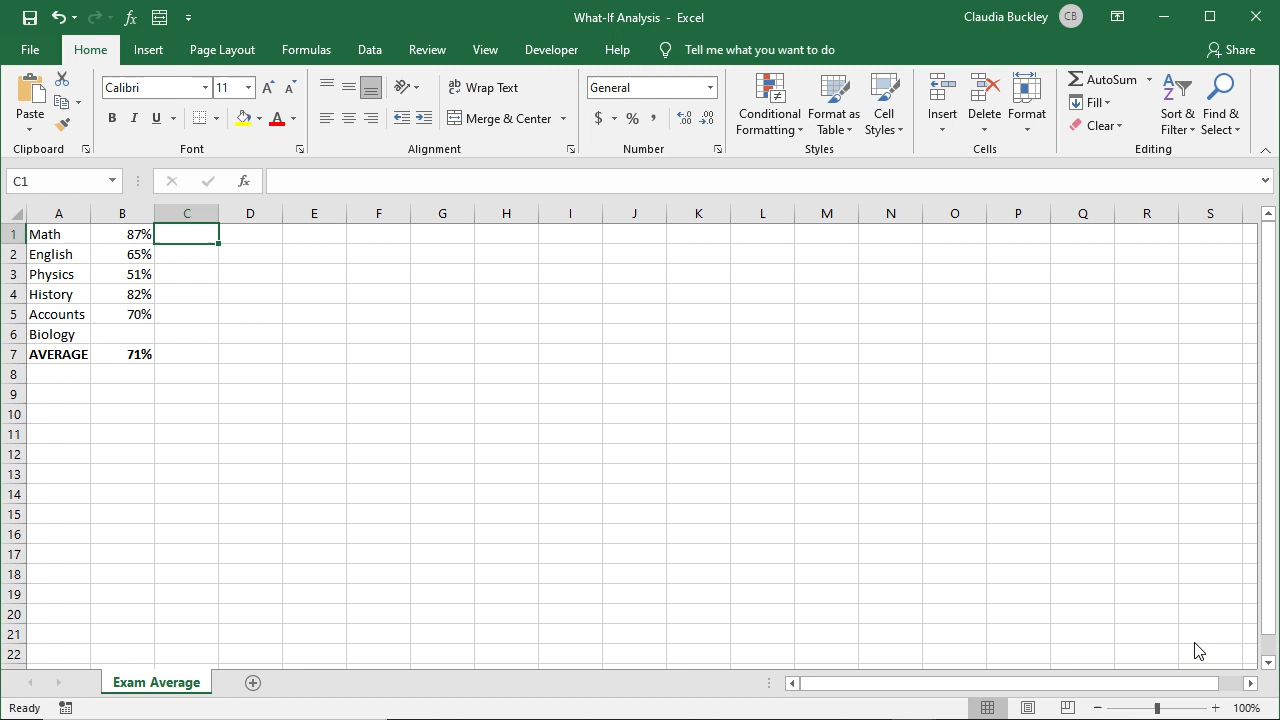 What-If Analysis - Excel
Claudia Buckley CB
File Home Insert Page Layout Formulas Data Review View Developer Help Tell me what you want to do Share
Paste
Clipboard
Calibri 11
B I U A
Font
Wrap Text
Merge & Center
Alignment
General
$ % ,
Number
Conditional Formatting
Format as Table
Cell Styles
Styles
Insert Delete Format
Cells
AutoSum
Fill
Clear
Sort & Filter
Find & Select
Editing
C1 fx
A B C D E F G H I J K L M N O P Q R S
1 Math 87%
2 English 65%
3 Physics 51%
4 History 82%
5 Accounts 70%
6 Biology
7 AVERAGE 71%
8
9
10
11
12
13
14
15
16
17
18
19
20
21
22
Exam Average
Ready 100%